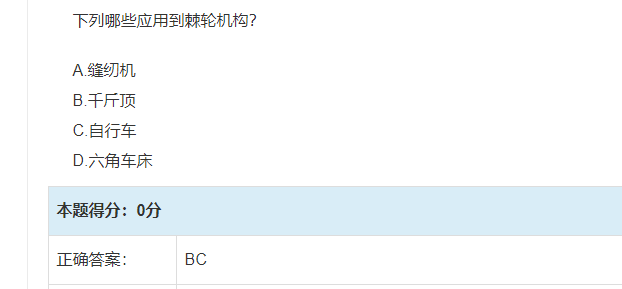 下列哪些应用到棘轮机构?
A.缝纫机
B.千斤顶
C.自行车
D.六角车床
本题得分：0分
正确答案： BC